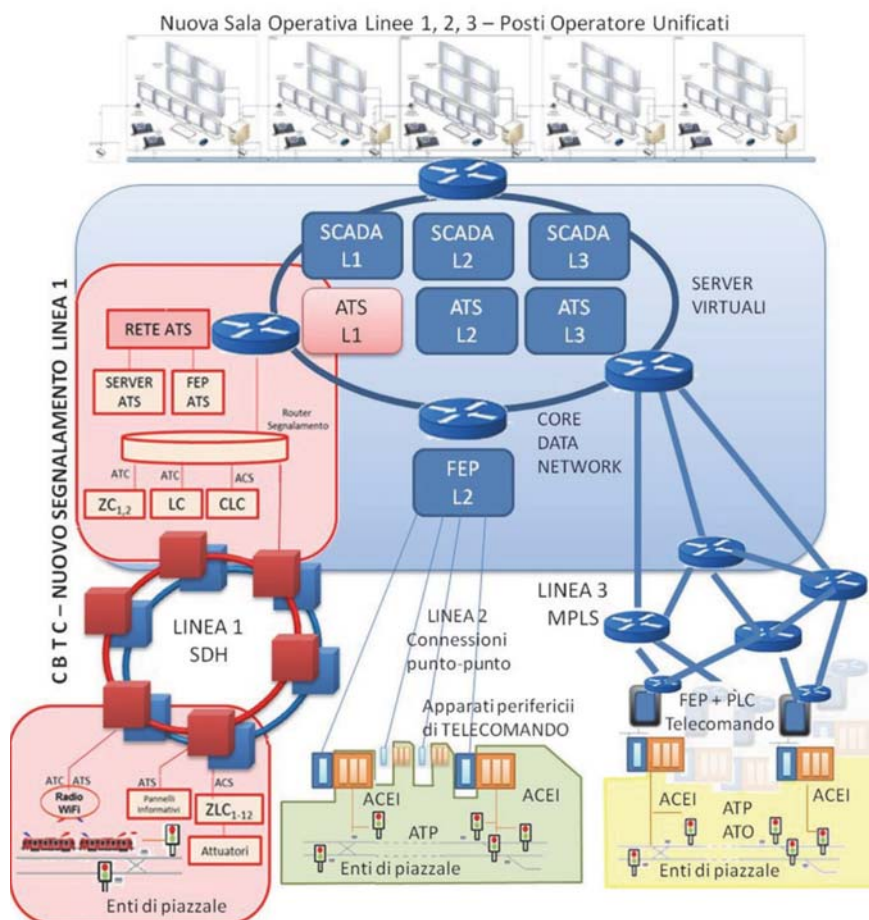 Nuova Sala Operativa Linee 1, 2, 3 – Posti Operatore Unificati
SCADA
L1
SCADA
L2
SCADA
L3
ATS
L1
ATS
L2
ATS
L3
SERVER
VIRTUALI
CORE
DATA
NETWORK
FEP
L2
CBTC – NUOVO SEGNALAMENTO LINEA 1
RETE ATS
SERVER
ATS
FEP
ATS
Router
Segnalamento
ATC
ATC
ACS
ZC1,2
LC
CLC
LINEA 1
SDH
LINEA 2
Connessioni
punto-punto
LINEA 3
MPLS
Apparati perifericii
di TELECOMANDO
FEP + PLC
Telecomando
ATC
ATS
ATS
ACS
Radio
WiFi
Pannelli
informativi
ZLC1-12
Attuatori
Enti di piazzale
ACEI
ACEI
ATP
Enti di piazzale
ACEI
ATP
ATO
ACEI
Enti di piazzale